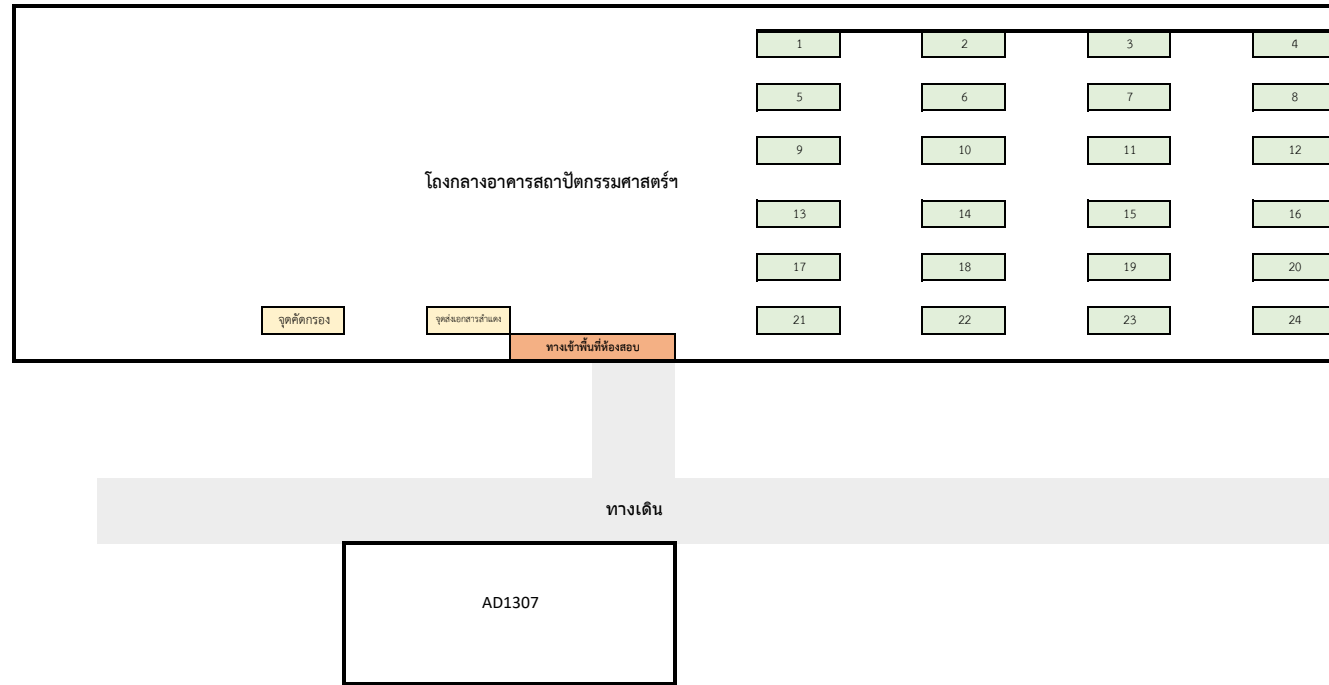 1 2 3 4
5 6 7 8
9 10 11 12
โถงกลางอาคารสถาปัตกรรมศาสตร์ฯ
13 14 15 16
17 18 19 20
จุดคัดกรอง จุดส่งเอกสารสำแดง 21 22 23 24
ทางเข้าพื้นที่ห้องสอบ
ทางเดิน
AD1307